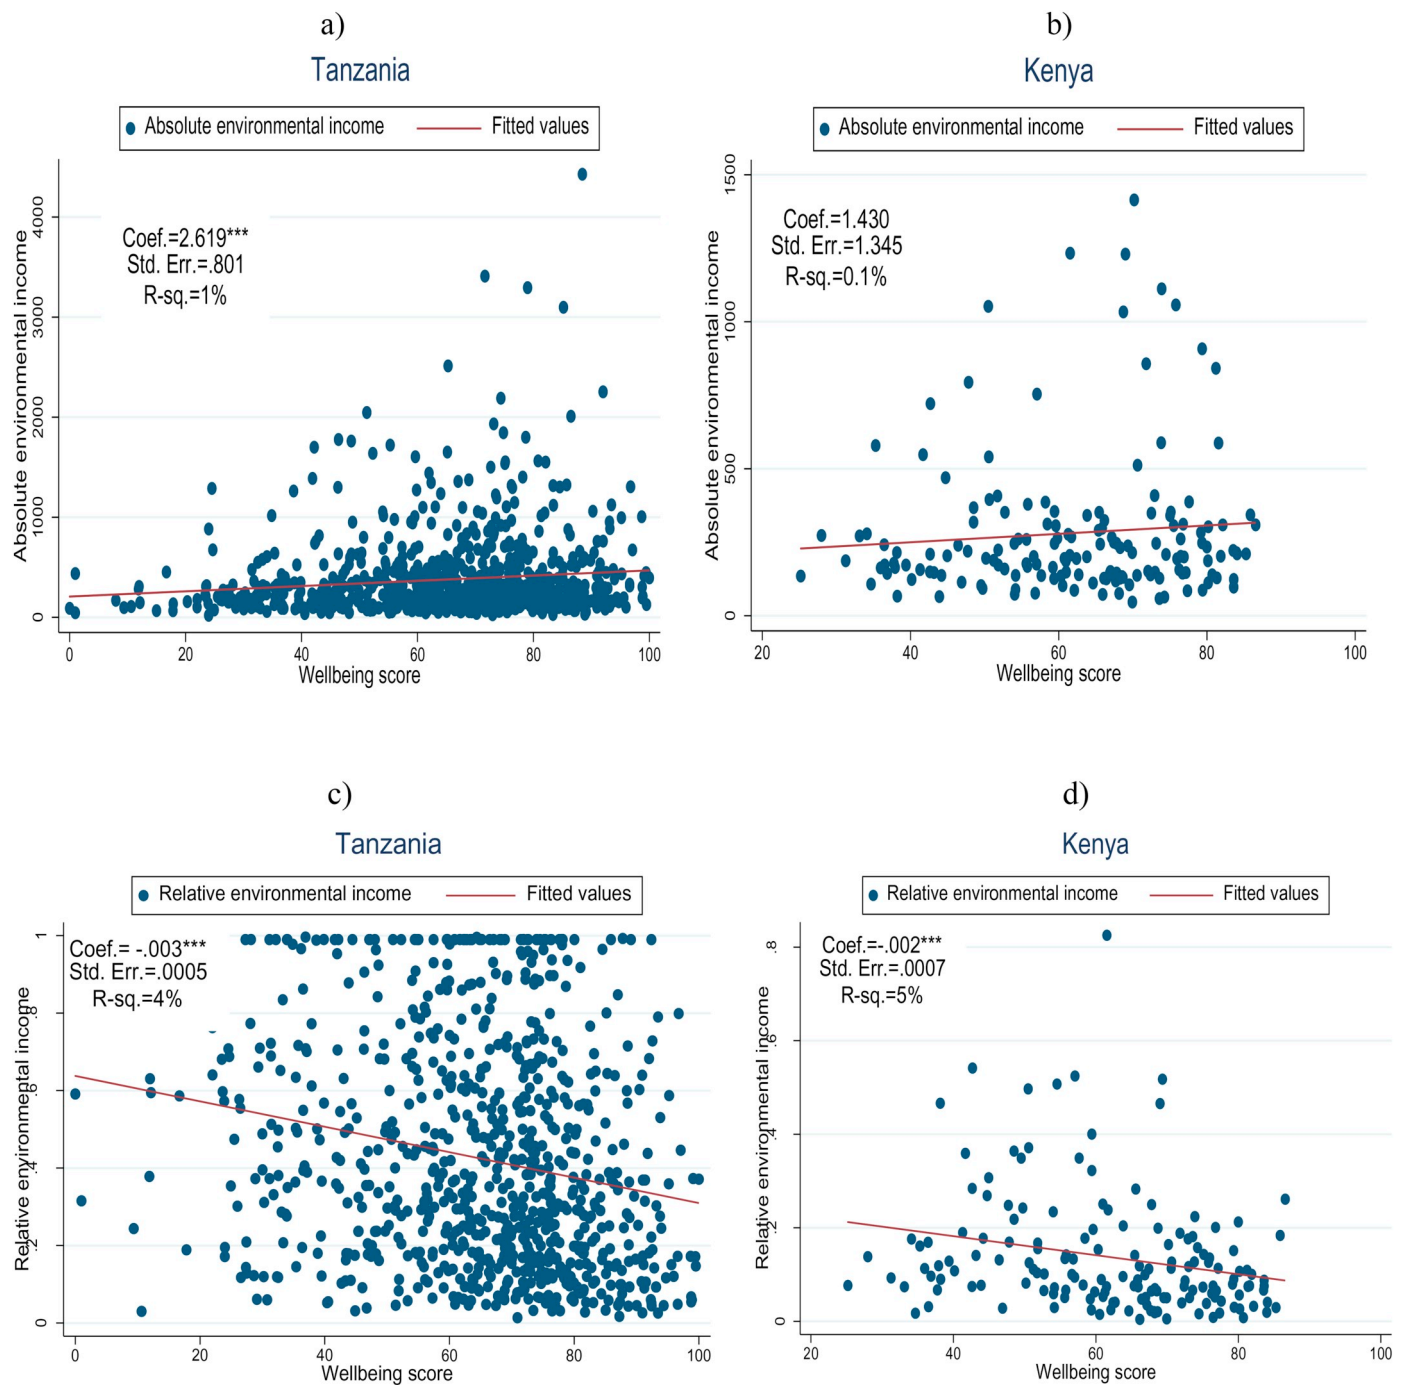 a)
Tanzania
Absolute environmental income Fitted values
Coef.=2.619***
Std. Err.=.801
R-sq.=1%
Absolute environmental income
0 1000 2000 3000 4000
0 20 40 60 80 100
Wellbeing score
b)
Kenya
Absolute environmental income Fitted values
Coef.=1.430
Std. Err.=1.345
R-sq.=0.1%
Absolute environmental income
0 500 1000 1500
20 40 60 80 100
Wellbeing score
c)
Tanzania
Relative environmental income Fitted values
Coef.= -.003***
Std. Err.=.0005
R-sq.=4%
Relative environmental income
0 .2 .4 .6 .8 1
0 20 40 60 80 100
Wellbeing score
d)
Kenya
Relative environmental income Fitted values
Coef.=-.002***
Std. Err.=.0007
R-sq.=5%
Relative environmental income
0 .2 .4 .6 .8
20 40 60 80 100
Wellbeing score